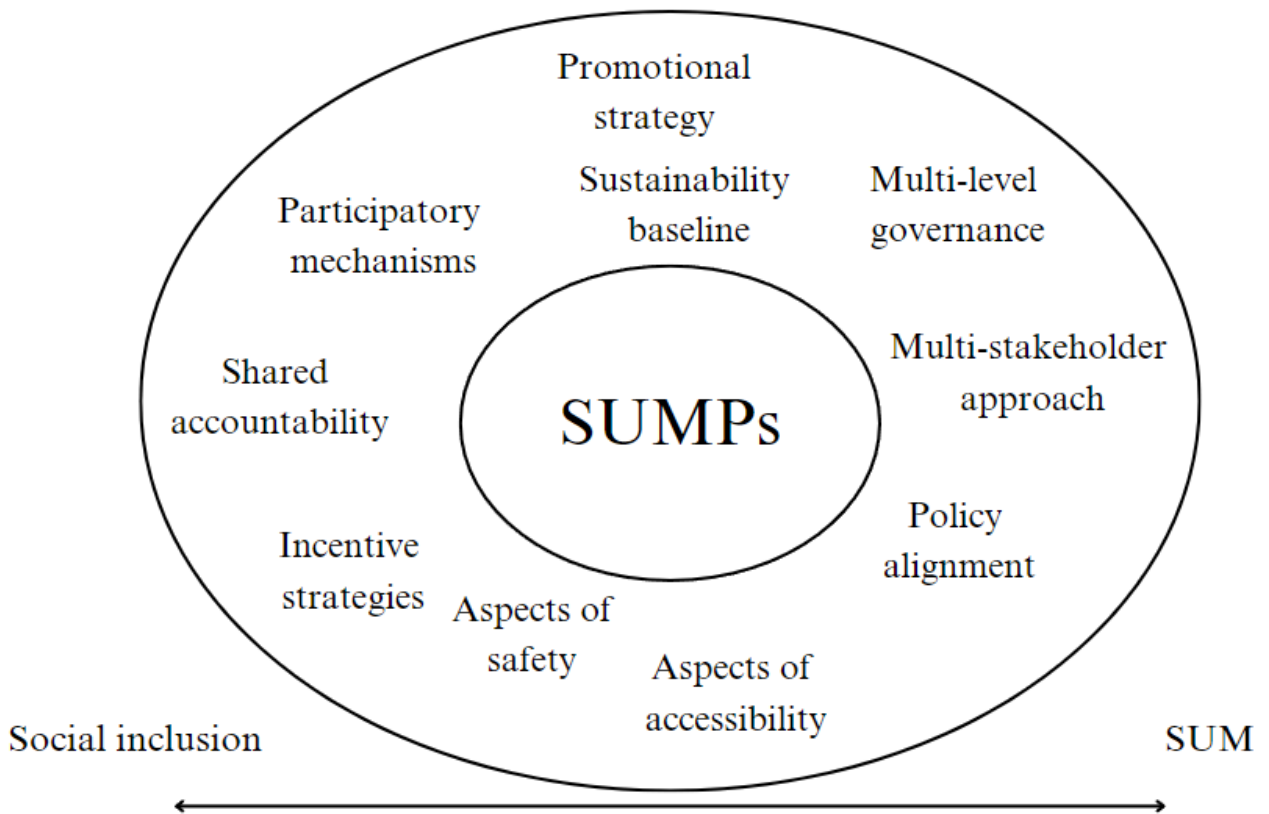 Promotional
strategy
Sustainability
baseline
Multi-level
governance
Participatory
mechanisms
Multi-stakeholder
approach
Shared
accountability
SUMPs
Policy
alignment
Incentive
strategies
Aspects of
safety
Aspects of
accessibility
Social inclusion
SUM